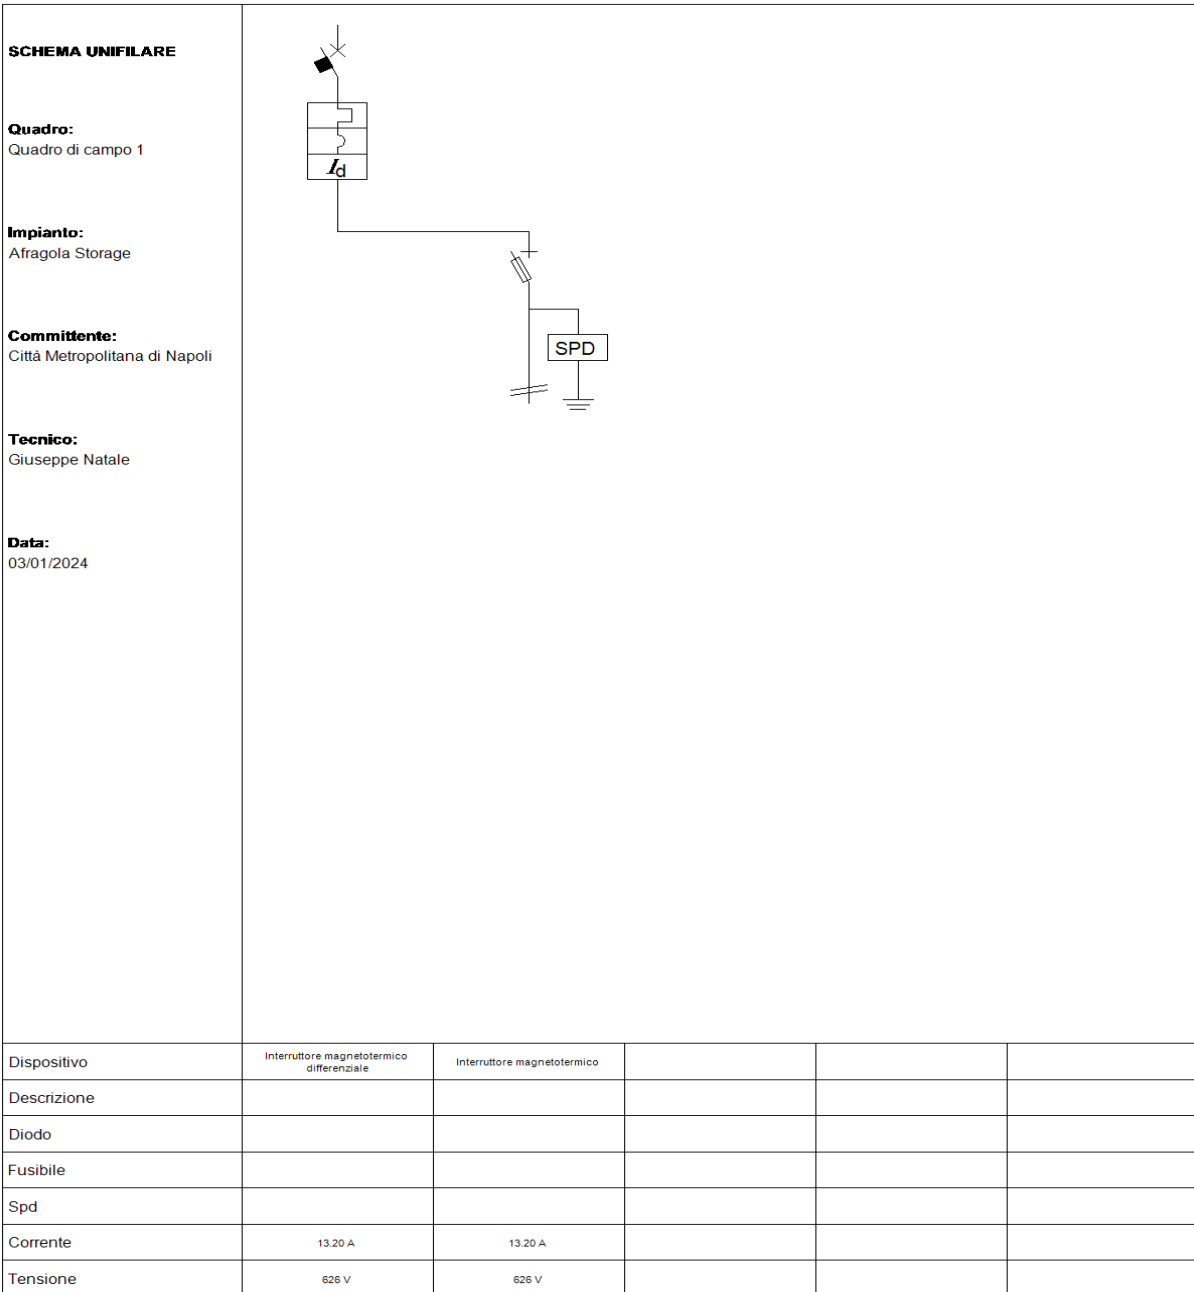 SCHEMA UNIFILARE
Quadro:
Quadro di campo 1
Impianto:
Afragola Storage
Committente:
Città Metropolitana di Napoli
Tecnico:
Giuseppe Natale
Data:
03/01/2024
Id
SPD
Dispositivo
Interruttore magnetotermico
differenziale
Interruttore magnetotermico
Descrizione
Diodo
Fusibile
Spd
Corrente
13.20 A
13.20 A
Tensione
626 V
626 V